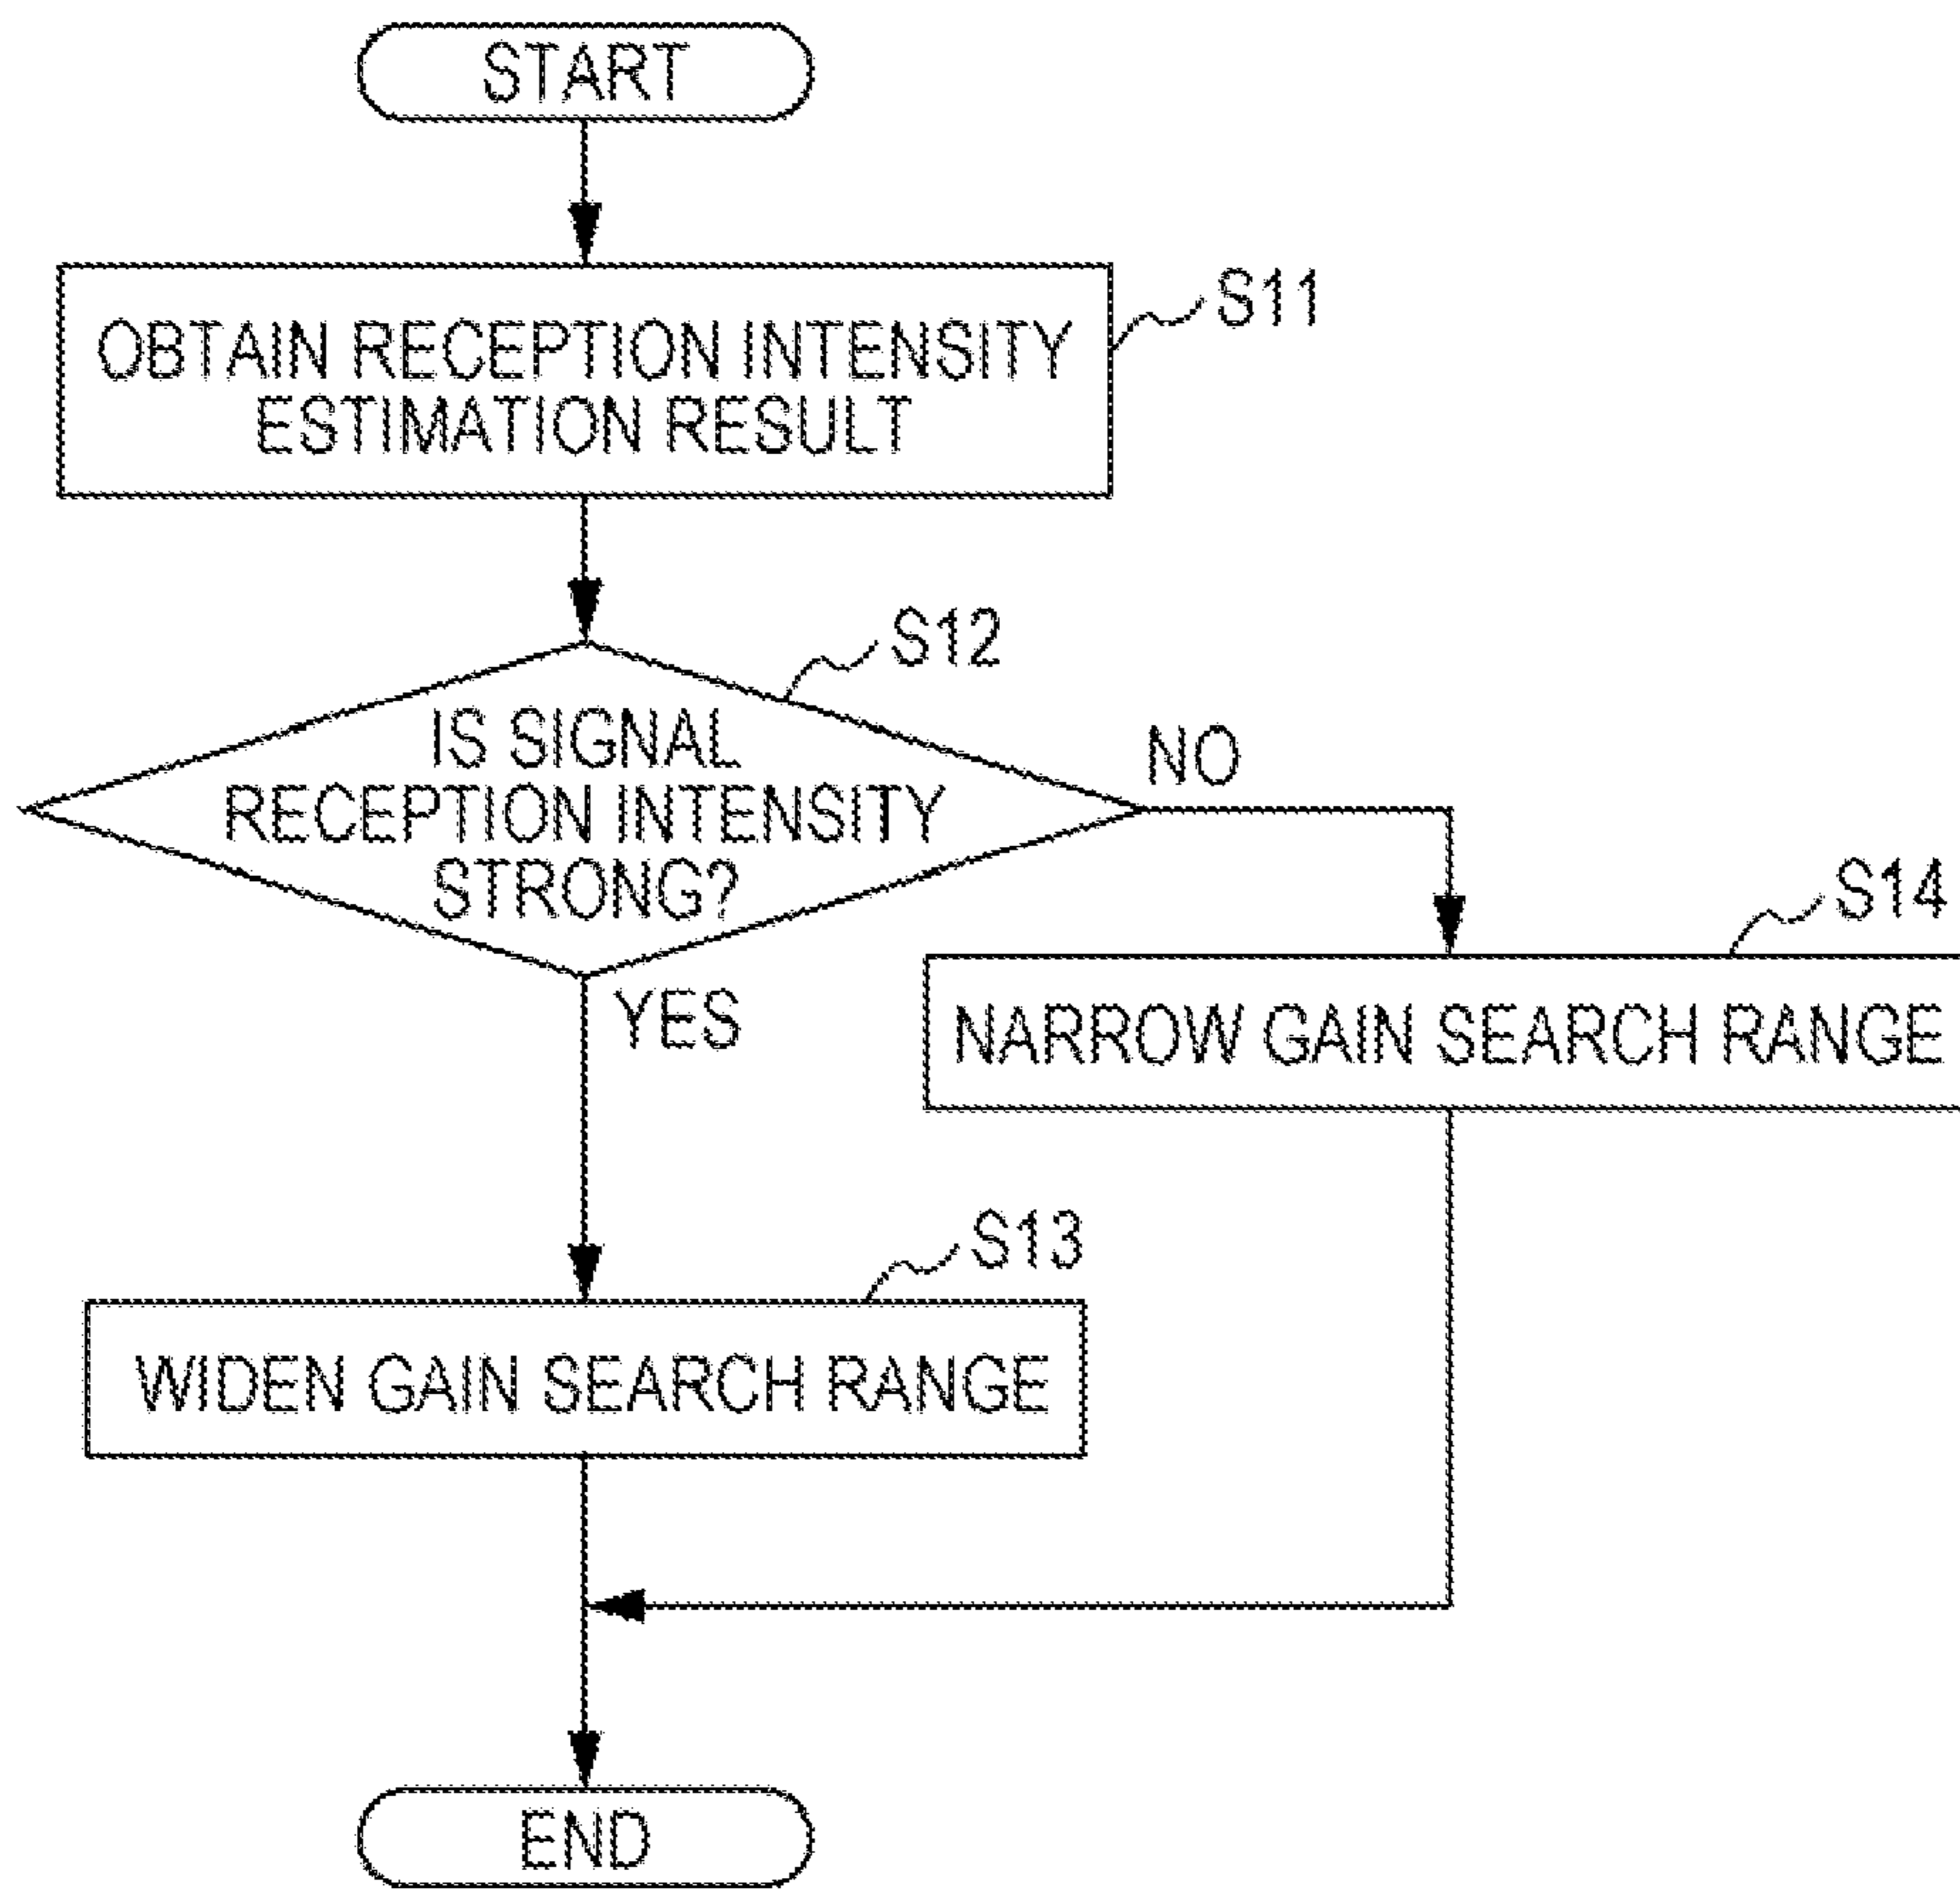 START
S11
OBTAIN RECEPTION INTENSITY
ESTIMATION RESULT
S12
IS SIGNAL
RECEPTION INTENSITY
STRONG?
NO
YES
S14
NARROW GAIN SEARCH RANGE
S13
WIDEN GAIN SEARCH RANGE
END